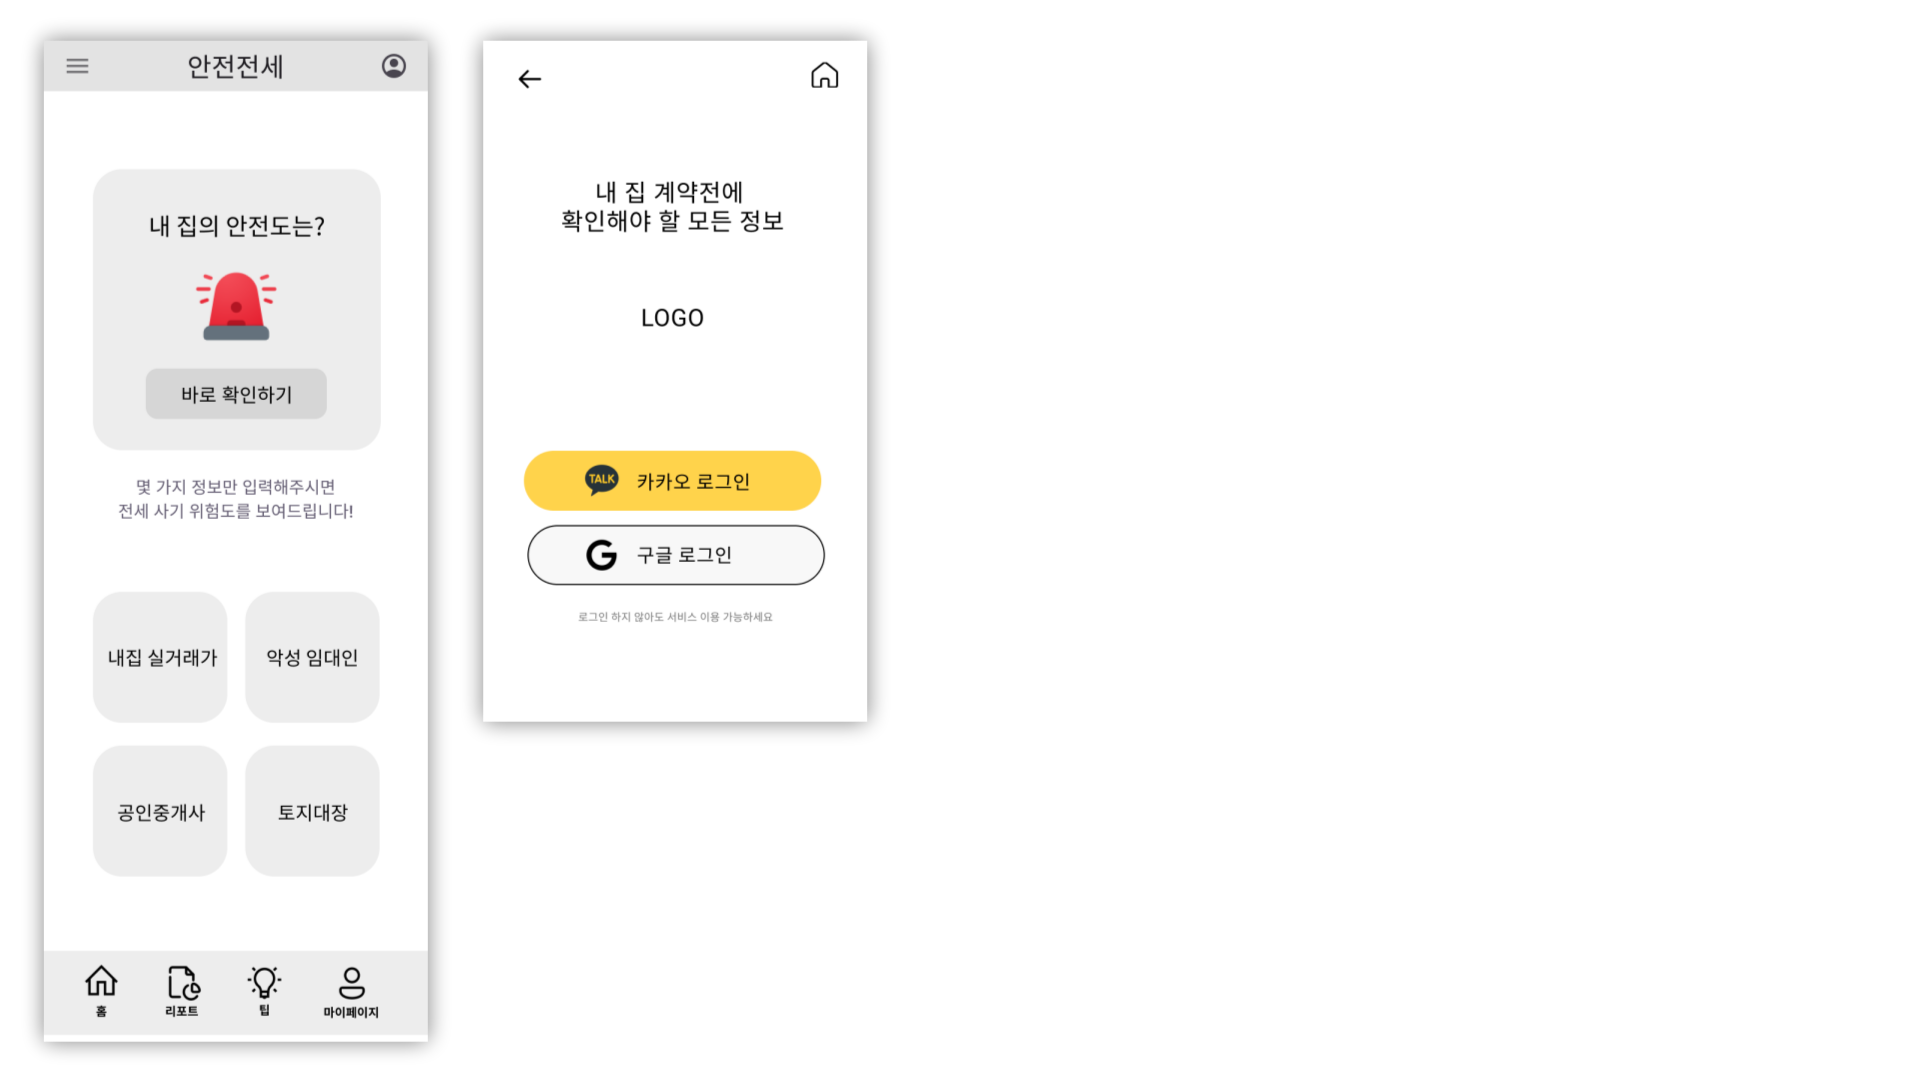 안전전세
내 집의 안전도는?
바로 확인하기
몇 가지 정보만 입력해주시면
전세 사기 위험도를 보여드립니다!
내집 실거래가
악성 임대인
공인중개사
토지대장
홈
리포트
팁
마이페이지
내 집 계약전에
확인해야 할 모든 정보
LOGO
TALK
카카오 로그인
G
구글 로그인
로그인 하지 않아도 서비스 이용 가능하세요